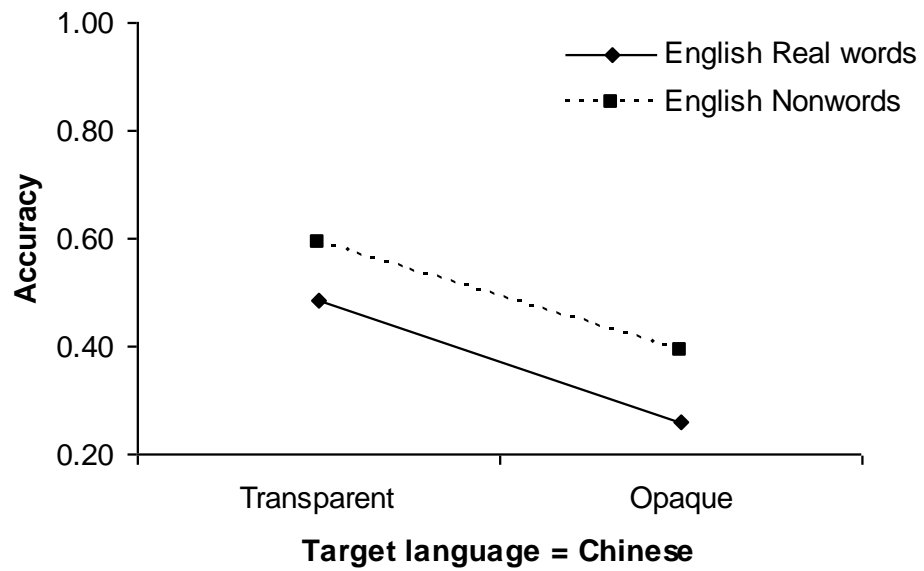 1.00
0.80
0.60
0.40
0.20
Accuracy
English Real words
English Nonwords
Transparent
Opaque
Target language = Chinese